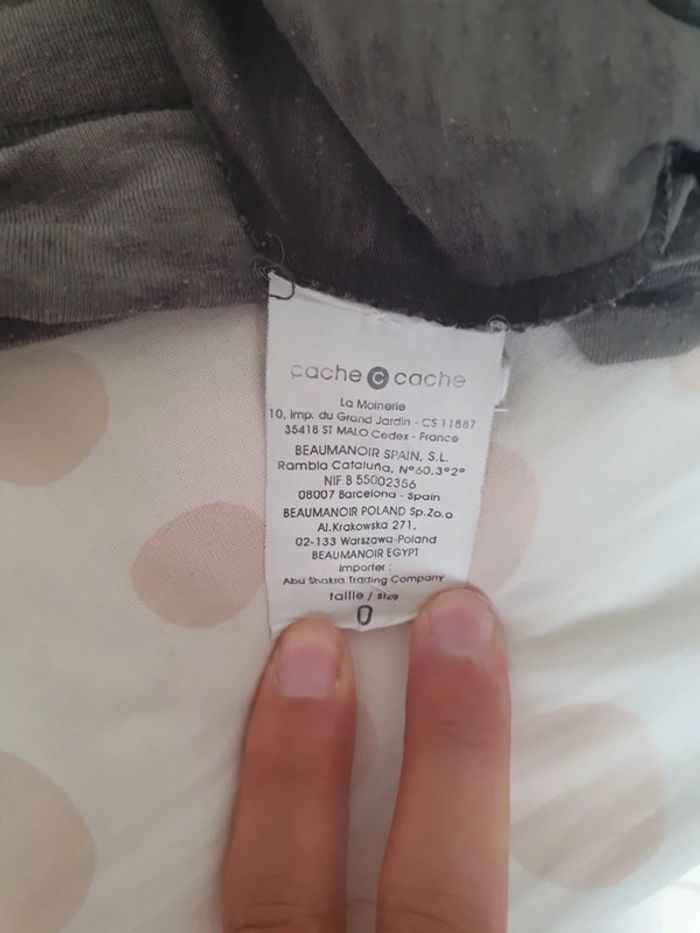 cache c cache
La Moinerie
10, imp. du Grand Jardin - CS 11887
35418 ST MALO Cedex - France
BEAUMANOIR SPAIN, S.L.
Rambla Cataluña, Nº60,3º2º
NIF B 55002356
08007 Barcelona - Spain
BEAUMANOIR POLAND Sp.Zo.o
Al.Krakowska 271,
02-133 Warszawa-Poland
BEAUMANOIR EGYPT
Importer :
Abu Shakra Trading Company
taille / size
0